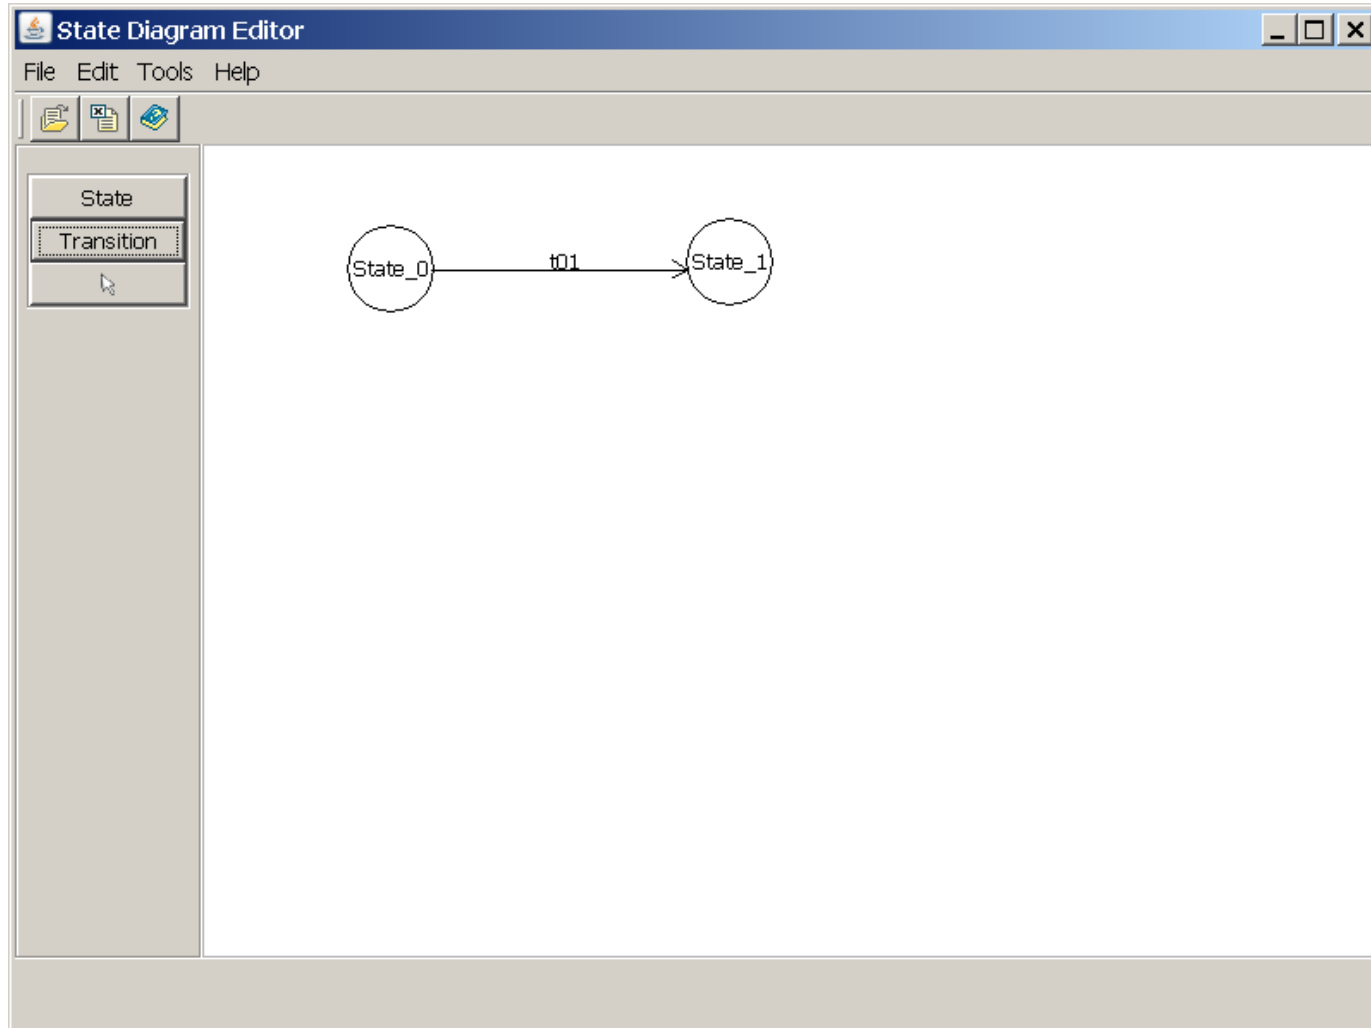 State Diagram Editor
File Edit Tools Help
State
Transition
State_0 t01 State_1